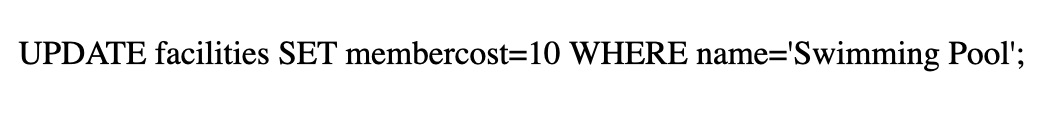 UPDATE facilities SET membercost=10 WHERE name='Swimming Pool';